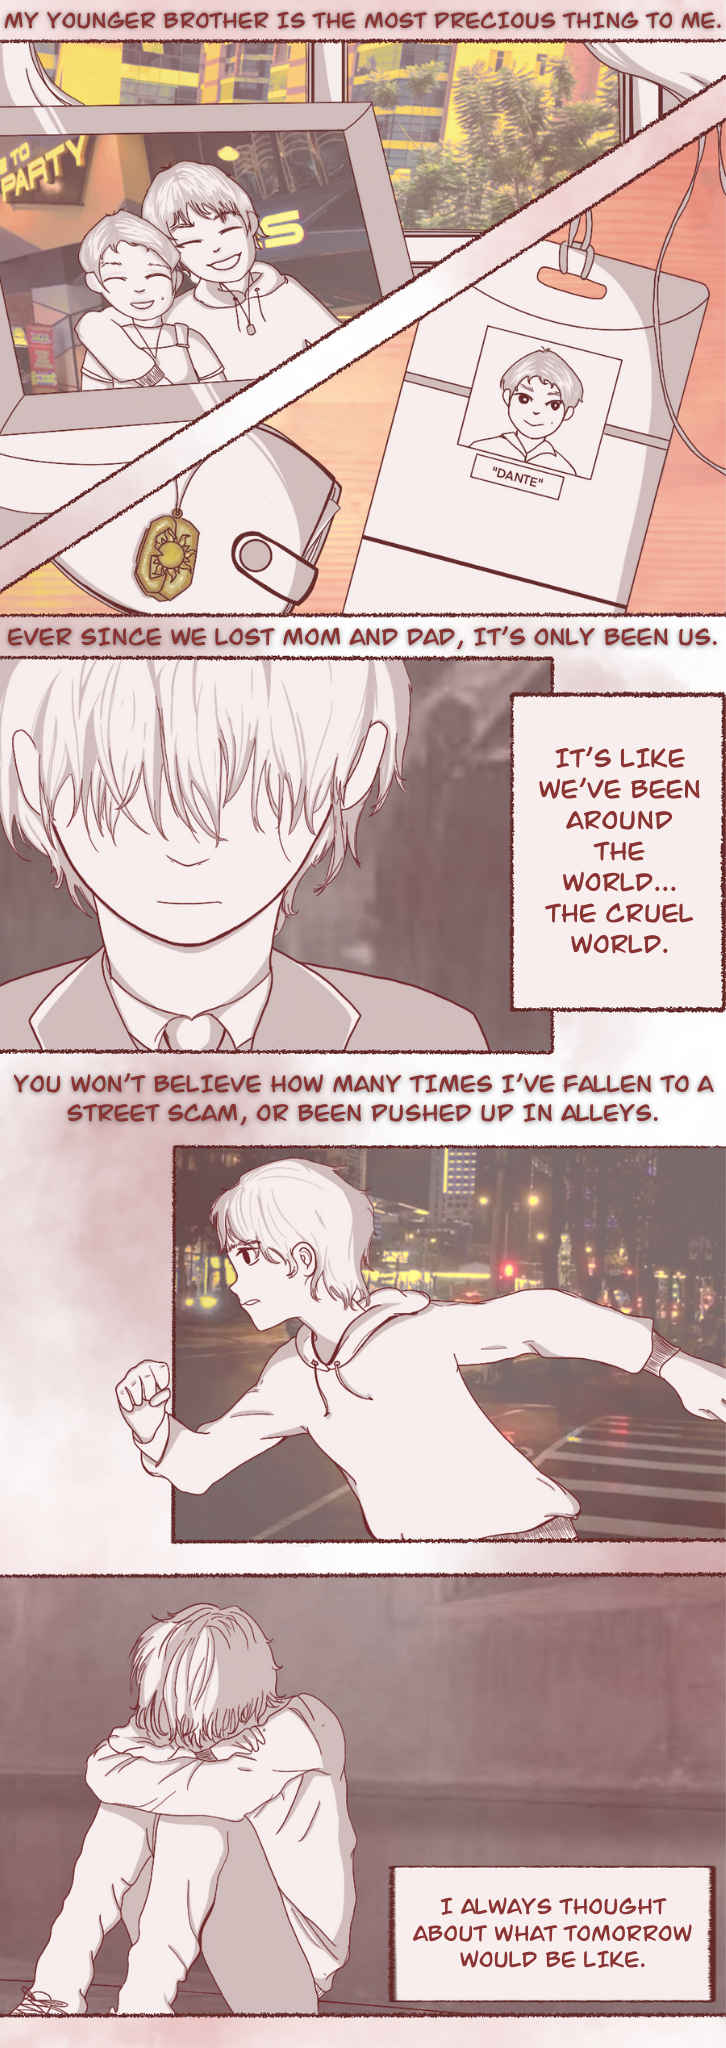 MY YOUNGER BROTHER IS THE MOST PRECIOUS THING TO ME.
TO
PARTY
S
"DANTE"
EVER SINCE WE LOST MOM AND DAD, IT'S ONLY BEEN US.
IT'S LIKE
WE'VE BEEN
AROUND
THE
WORLD...
THE CRUEL
WORLD.
YOU WON'T BELIEVE HOW MANY TIMES I'VE FALLEN TO A
STREET SCAM, OR BEEN PUSHED UP IN ALLEYS.
I ALWAYS THOUGHT
ABOUT WHAT TOMORROW
WOULD BE LIKE.